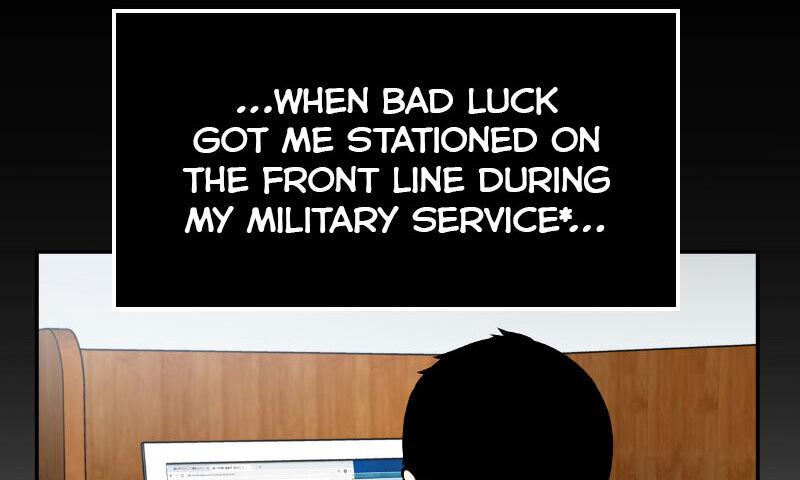 ...WHEN BAD LUCK
GOT ME STATIONED ON
THE FRONT LINE DURING
MY MILITARY SERVICE*...